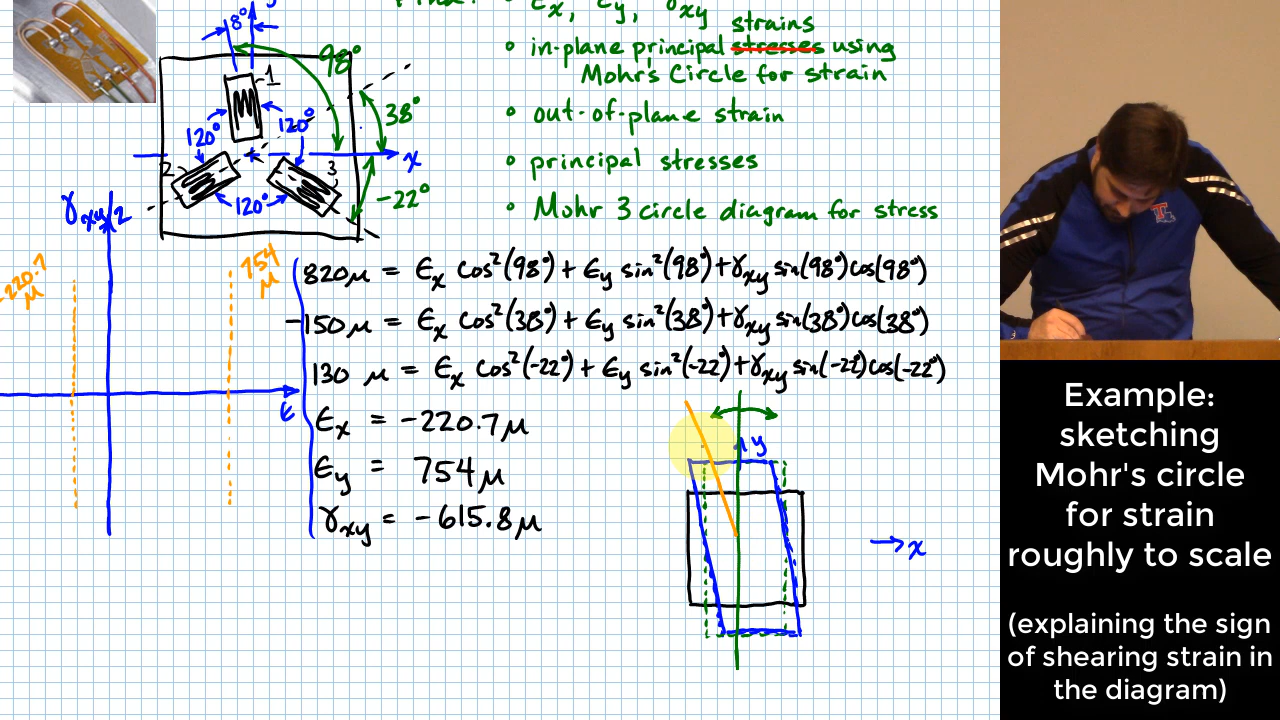 8°
98°
1
38°
120°
120°
x
2
3
-22°
120°
• ϵx, ϵy, γxy
strains
• in-plane principal stresses using
Mohr's Circle for strain
• out-of-plane strain
• principal stresses
• Mohr 3 circle diagram for stress
γxy/2
-220.7
μ
754
μ
ϵ
820μ = ϵx cos²(98°) + ϵy sin²(98°) + γxy sin(98°)cos(98°)
-150μ = ϵx cos²(38°) + ϵy sin²(38°) + γxy sin(38°)cos(38°)
130 μ = ϵx cos²(-22°) + ϵy sin²(-22°) + γxy sin(-22°)cos(-22°)
ϵx = -220.7μ
ϵy = 754μ
γxy = -615.8μ
y
x
T
Example:
sketching
Mohr's circle
for strain
roughly to scale
(explaining the sign
of shearing strain in
the diagram)